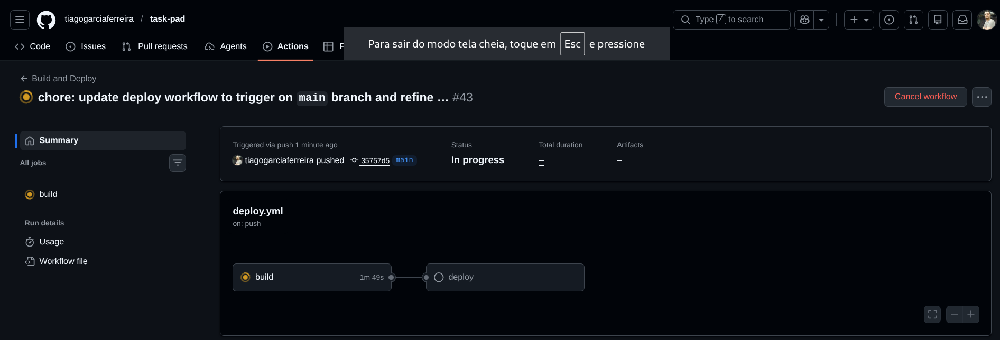 tiagogarciaferreira / task-pad
Type / to search
Code Issues Pull requests Agents Actions
Para sair do modo tela cheia, toque em Esc e pressione
Build and Deploy
chore: update deploy workflow to trigger on main branch and refine … #43
Cancel workflow
Summary
All jobs
build
Run details
Usage
Workflow file
Triggered via push 1 minute ago
tiagogarciaferreira pushed 35757d5 main
Status
In progress
Total duration
–
Artifacts
–
deploy.yml
on: push
build 1m 49s
deploy